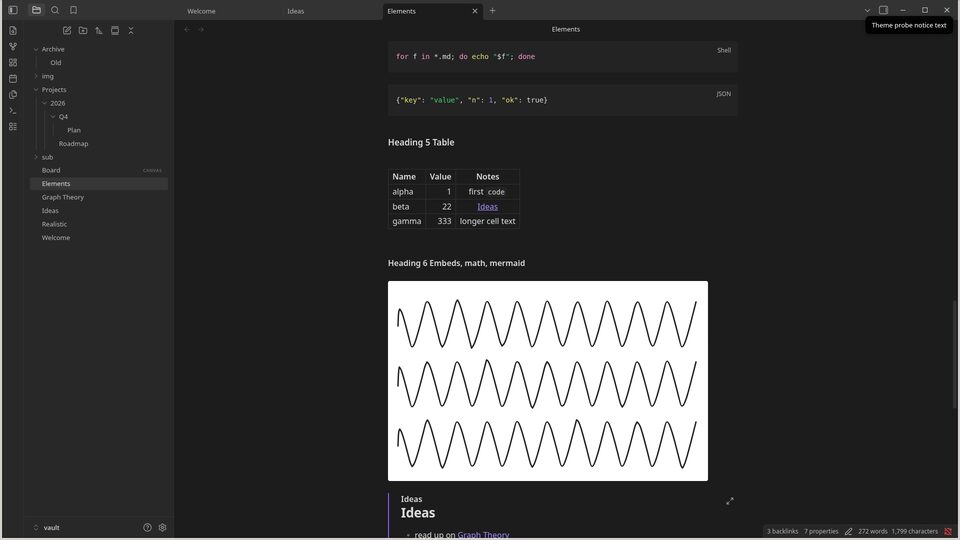 Welcome
Ideas
Elements
Theme probe notice text
Elements
Archive
Old
img
Projects
2026
Q4
Plan
Roadmap
sub
Board
CANVAS
Elements
Graph Theory
Ideas
Realistic
Welcome
vault
for f in *.md; do echo "$f"; done
Shell
{"key": "value", "n": 1, "ok": true}
JSON
Heading 5 Table
Name Value Notes
alpha 1 first code
beta 22 Ideas
gamma 333 longer cell text
Heading 6 Embeds, math, mermaid
Ideas
Ideas
• read up on Graph Theory
3 backlinks 7 properties 272 words 1,799 characters